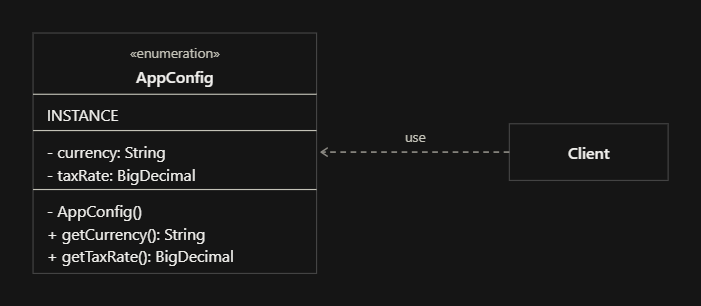 «enumeration»
AppConfig
INSTANCE
- currency: String
- taxRate: BigDecimal
- AppConfig()
+ getCurrency(): String
+ getTaxRate(): BigDecimal
use
Client